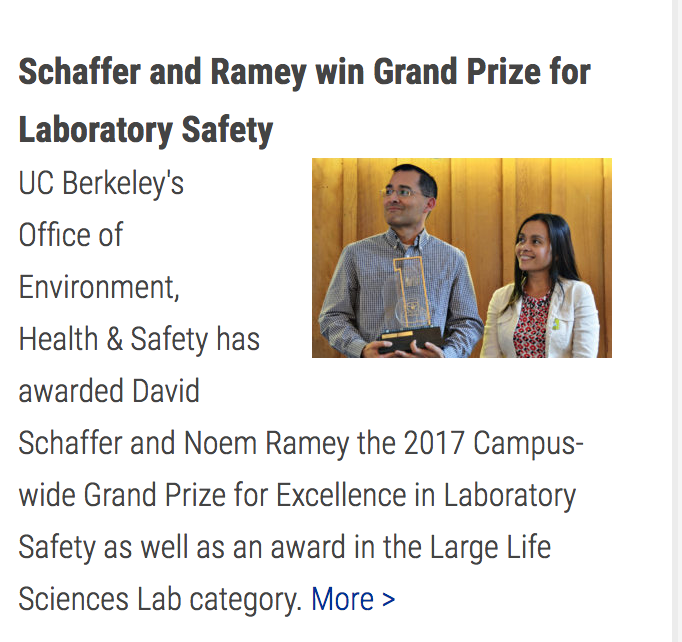 Schaffer and Ramey win Grand Prize for
Laboratory Safety
UC Berkeley's
Office of
Environment,
Health & Safety has
awarded David
Schaffer and Noem Ramey the 2017 Campus-
wide Grand Prize for Excellence in Laboratory
Safety as well as an award in the Large Life
Sciences Lab category. More >